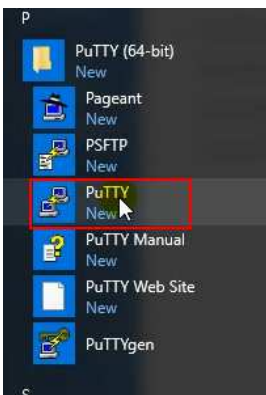 P
PuTTY (64-bit)
New
Pageant
New
PSFTP
New
PuTTY
New
PuTTY Manual
New
PuTTY Web Site
New
PuTTYgen